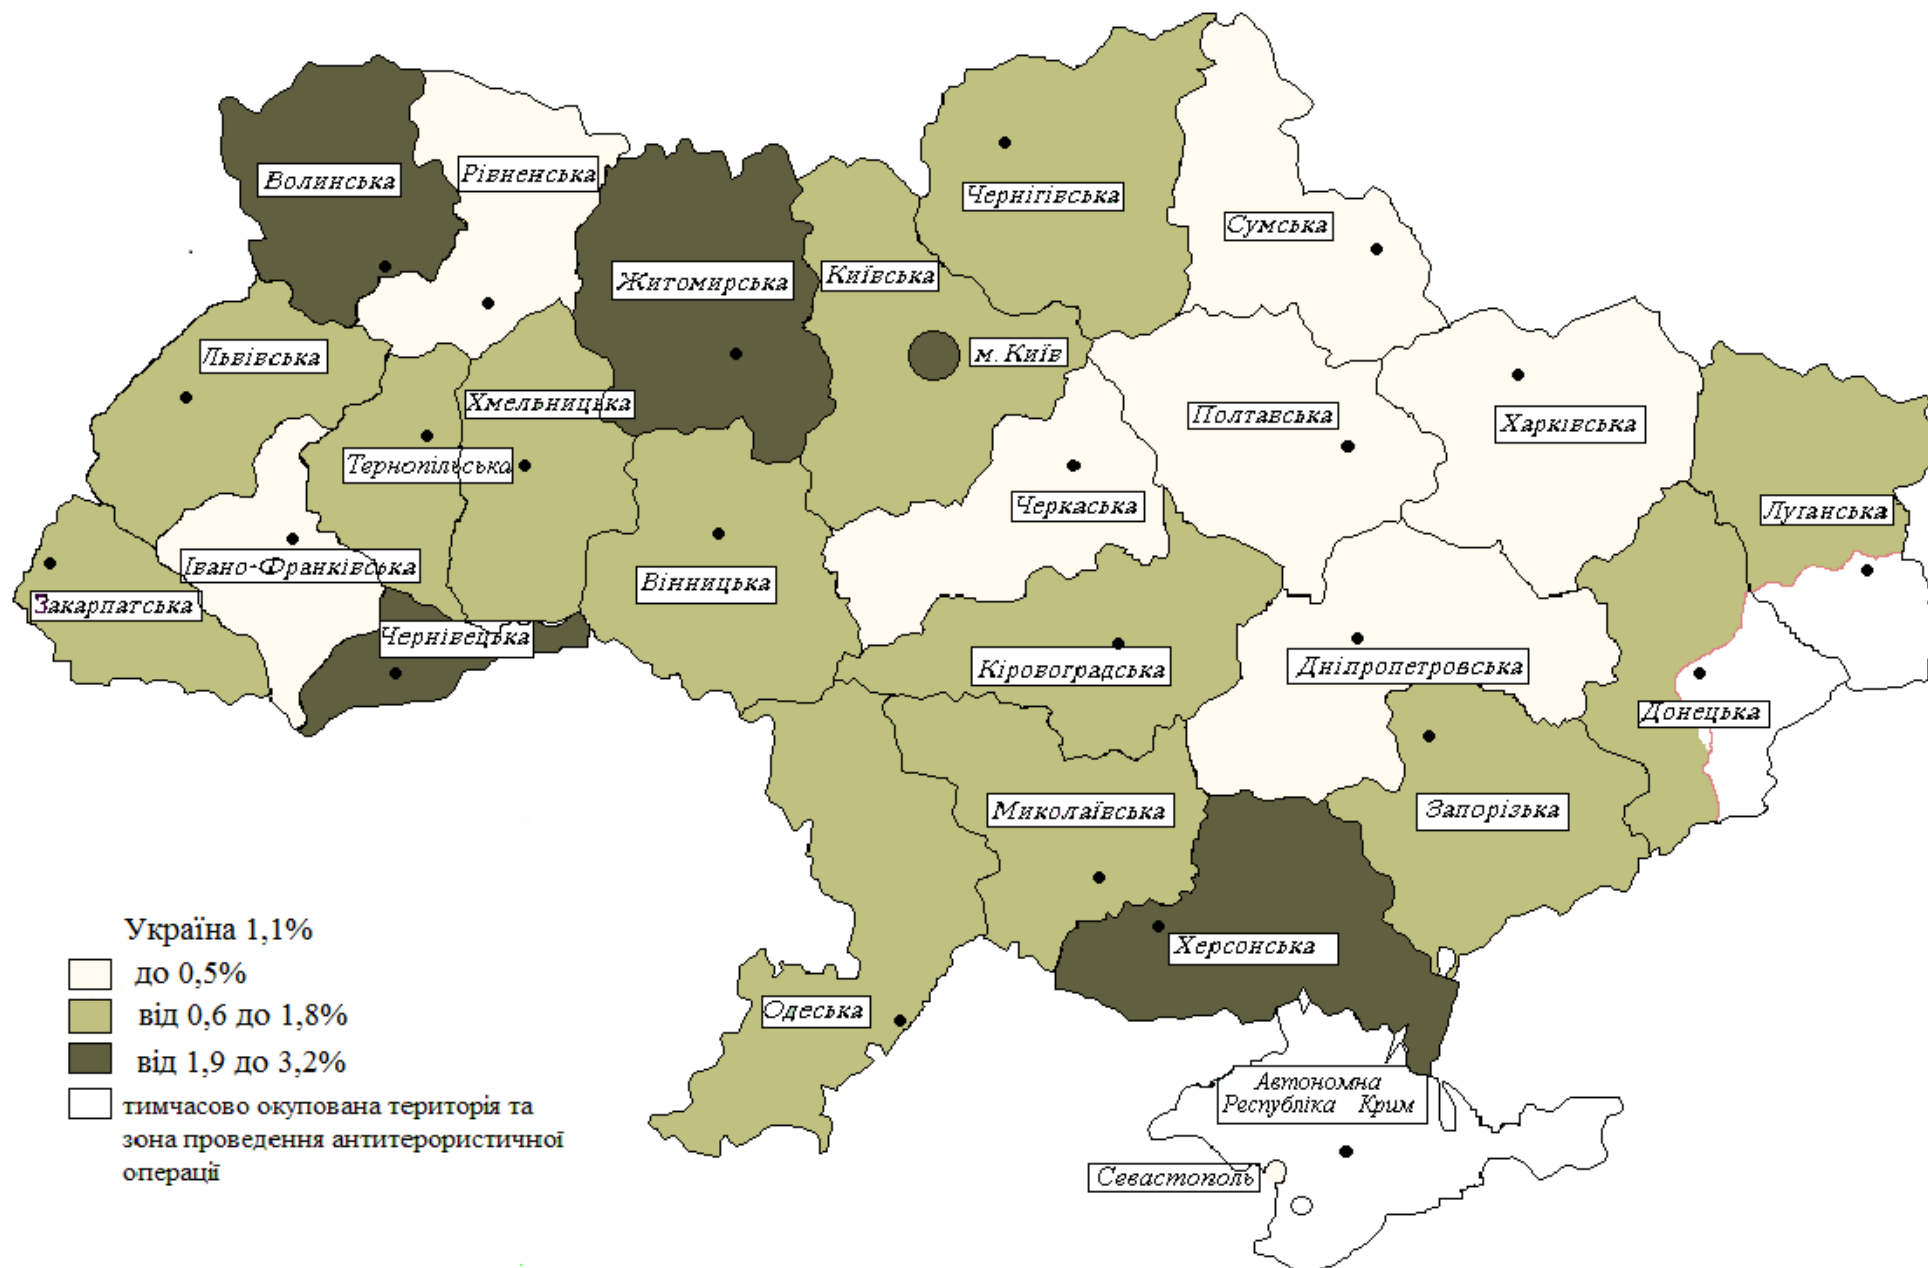 Волинська
Рівненська
Чернігівська
Сумська
Житомирська
Київська
м. Київ
Львівська
Хмельницька
Тернопільська
Полтавська
Харківська
Черкаська
Луганська
Івано-Франківська
Закарпатська
Чернівецька
Вінницька
Кіровоградська
Дніпропетровська
Донецька
Миколаївська
Запорізька
Херсонська
Одеська
Автономна
Республіка Крим
Севастополь
Україна 1,1%
до 0,5%
від 0,6 до 1,8%
від 1,9 до 3,2%
тимчасово окупована територія та
зона проведення антитерористичної
операції